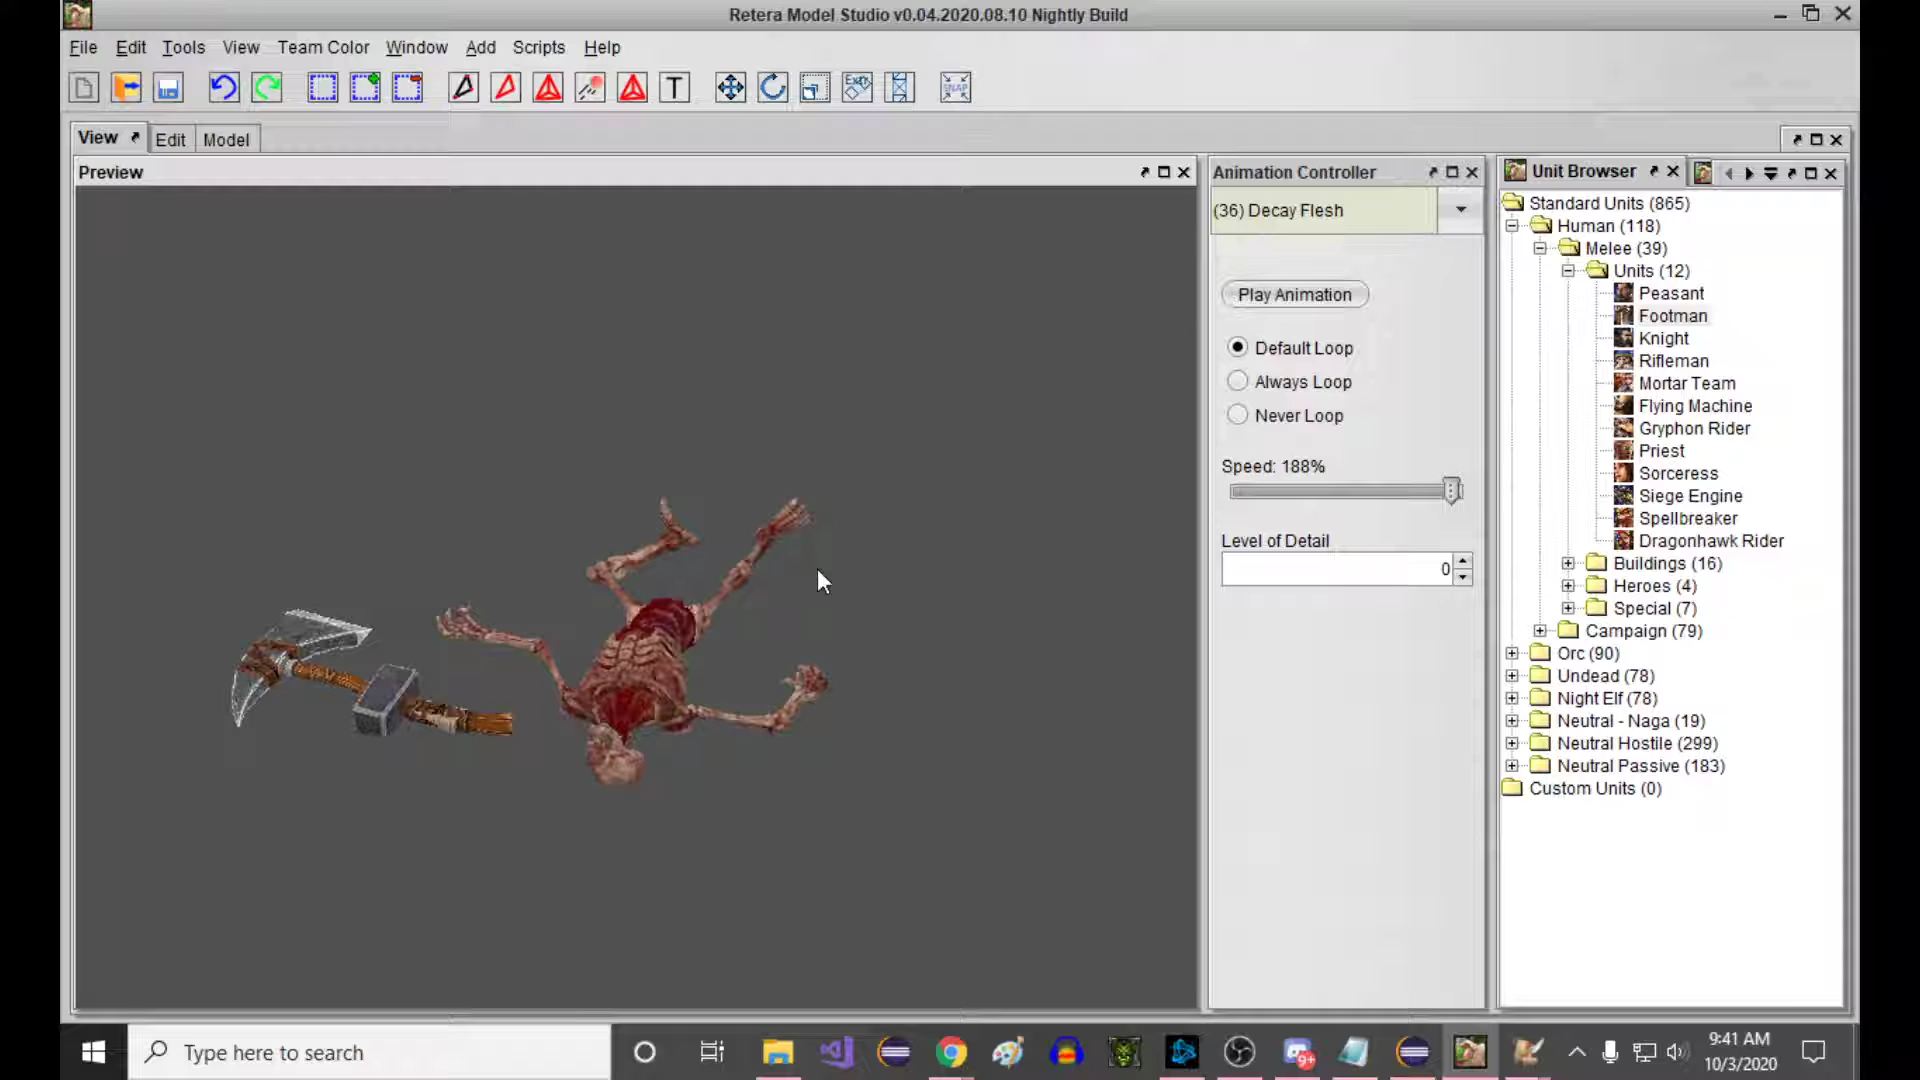 Retera Model Studio v0.04.2020.08.10 Nightly Build
File Edit Tools View Team Color Window Add Scripts Help
T SNAP
View Edit Model
Preview
Animation Controller
(36) Decay Flesh
Play Animation
Default Loop
Always Loop
Never Loop
Speed: 188%
Level of Detail
0
Unit Browser
Standard Units (865)
Human (118)
Melee (39)
Units (12)
Peasant
Footman
Knight
Rifleman
Mortar Team
Flying Machine
Gryphon Rider
Priest
Sorceress
Siege Engine
Spellbreaker
Dragonhawk Rider
Buildings (16)
Heroes (4)
Special (7)
Campaign (79)
Orc (90)
Undead (78)
Night Elf (78)
Neutral - Naga (19)
Neutral Hostile (299)
Neutral Passive (183)
Custom Units (0)
Type here to search
9+
9:41 AM
10/3/2020